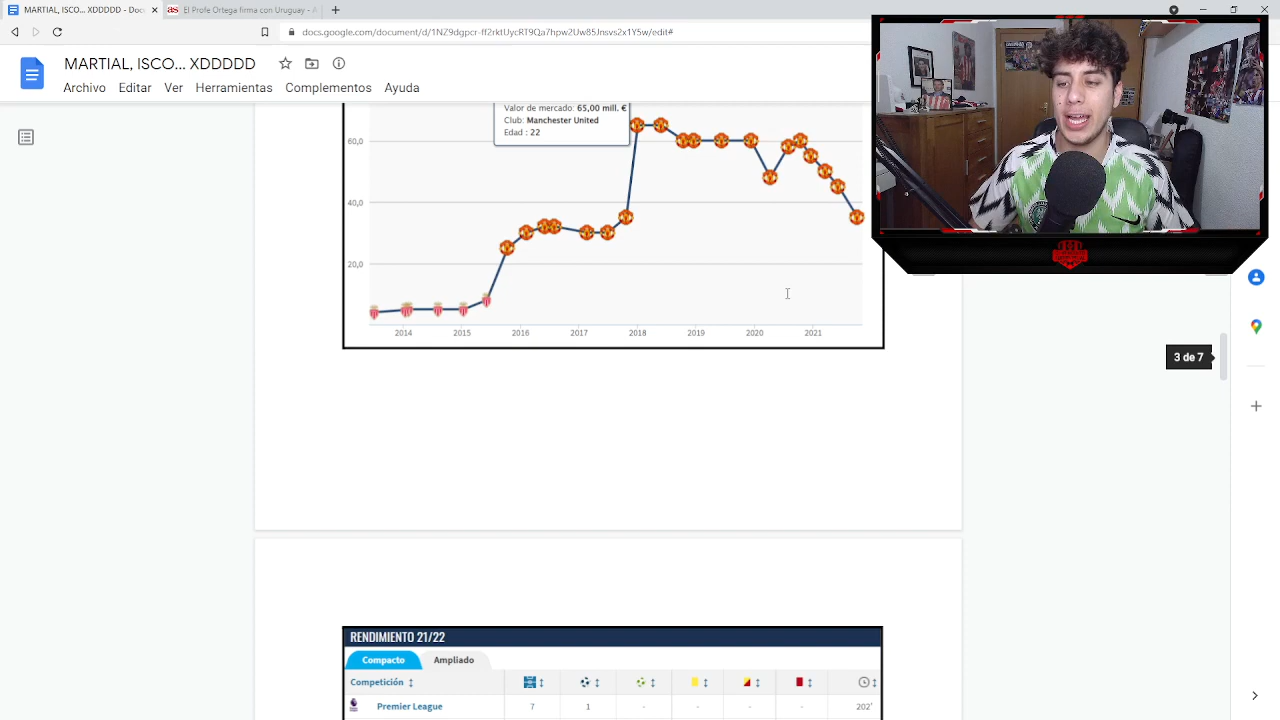 MARTIAL, ISCO... XDDDDD - Doc
El Profe Ortega firma con Uruguay - A
docs.google.com/document/d/1NZ9dgpcr-ff2rktUycRT9Qa7hpw2Uw85Jnsvs2x1Y5w/edit#
MARTIAL, ISCO... XDDDDD
Archivo Editar Ver Herramientas Complementos Ayuda
Valor de mercado: 65,00 mill. €
Club: Manchester United
Edad : 22
60,0
40,0
20,0
2014 2015 2016 2017 2018 2019 2020 2021
3 de 7
RENDIMIENTO 21/22
Compacto Ampliado
Competición
Premier League 7 1 - - - - 202'